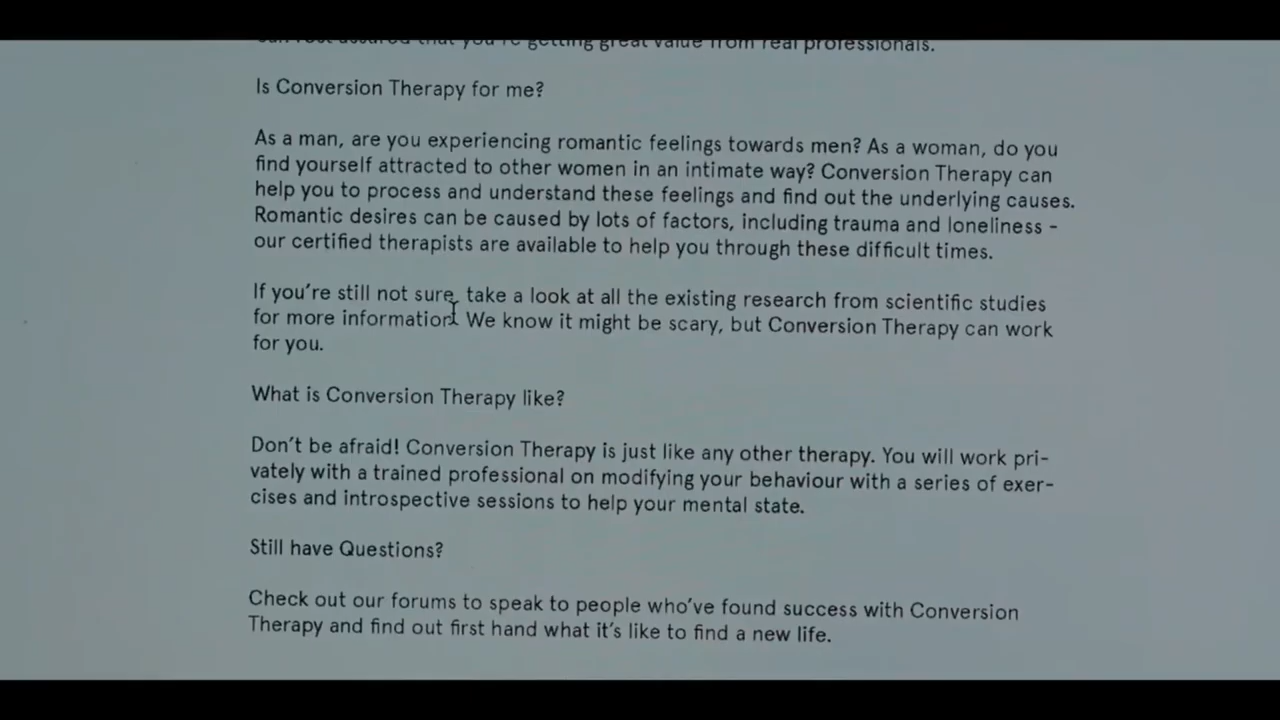 can rest assured that you're getting great value from real professionals.
Is Conversion Therapy for me?
As a man, are you experiencing romantic feelings towards men? As a woman, do you
find yourself attracted to other women in an intimate way? Conversion Therapy can
help you to process and understand these feelings and find out the underlying causes.
Romantic desires can be caused by lots of factors, including trauma and loneliness -
our certified therapists are available to help you through these difficult times.
If you're still not sure, take a look at all the existing research from scientific studies
for more information. We know it might be scary, but Conversion Therapy can work
for you.
What is Conversion Therapy like?
Don't be afraid! Conversion Therapy is just like any other therapy. You will work pri-
vately with a trained professional on modifying your behaviour with a series of exer-
cises and introspective sessions to help your mental state.
Still have Questions?
Check out our forums to speak to people who've found success with Conversion
Therapy and find out first hand what it's like to find a new life.